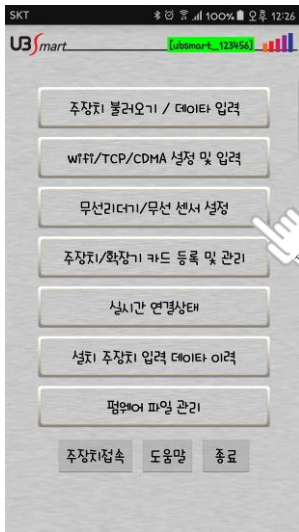 SKT 100% 오후 12:26
UBSmart [ubsmart_123456]
주장치 불러오기 / 데이타 입력
wifi/TCP/CDMA 설정 및 입력
무선리더기/무선 센서 설정
주장치/확장기 카드 등록 및 관리
실시간 연결상태
설치 주장치 입력 데이타 이력
펌웨어 파일 관리
주장치접속 도움말 종료